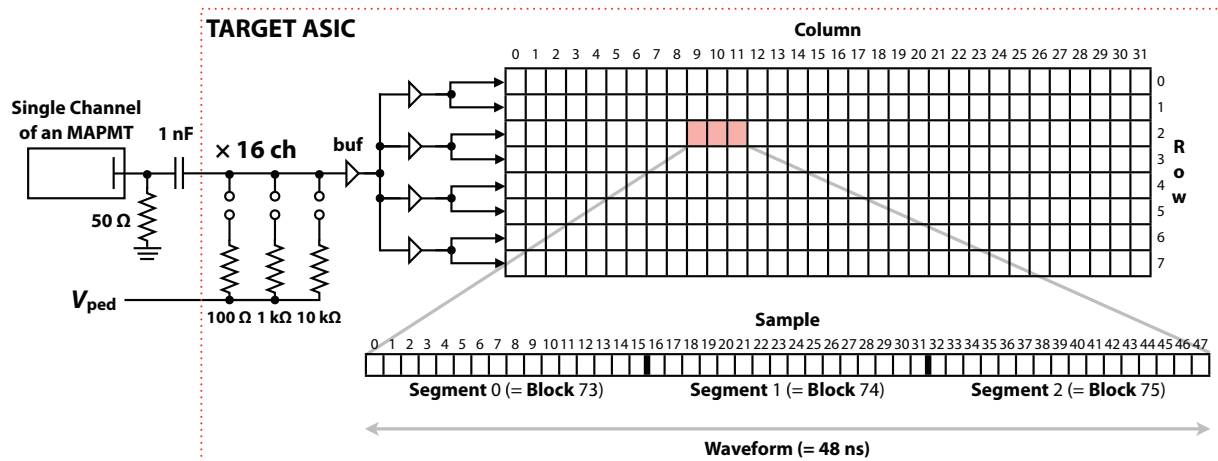 TARGET ASIC
Column
0 1 2 3 4 5 6 7 8 9 10 11 12 13 14 15 16 17 18 19 20 21 22 23 24 25 26 27 28 29 30 31
0
1
2
3
4
5
6
7
Row
Single Channel
of an MAPMT
1 nF
× 16 ch
buf
50 Ω
Vped
100 Ω 1 kΩ 10 kΩ
Sample
0 1 2 3 4 5 6 7 8 9 10 11 12 13 14 15 16 17 18 19 20 21 22 23 24 25 26 27 28 29 30 31 32 33 34 35 36 37 38 39 40 41 42 43 44 45 46 47
Segment 0 (= Block 73) Segment 1 (= Block 74) Segment 2 (= Block 75)
Waveform (= 48 ns)